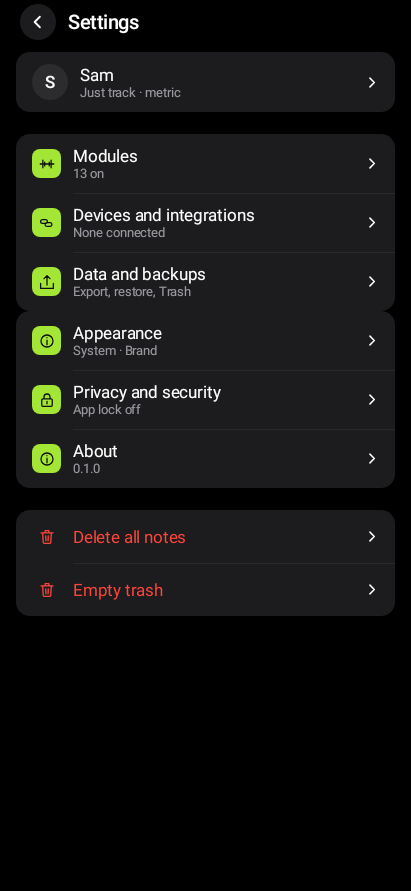 Settings
S
Sam
Just track · metric
Modules
13 on
Devices and integrations
None connected
Data and backups
Export, restore, Trash
Appearance
System · Brand
Privacy and security
App lock off
About
0.1.0
Delete all notes
Empty trash